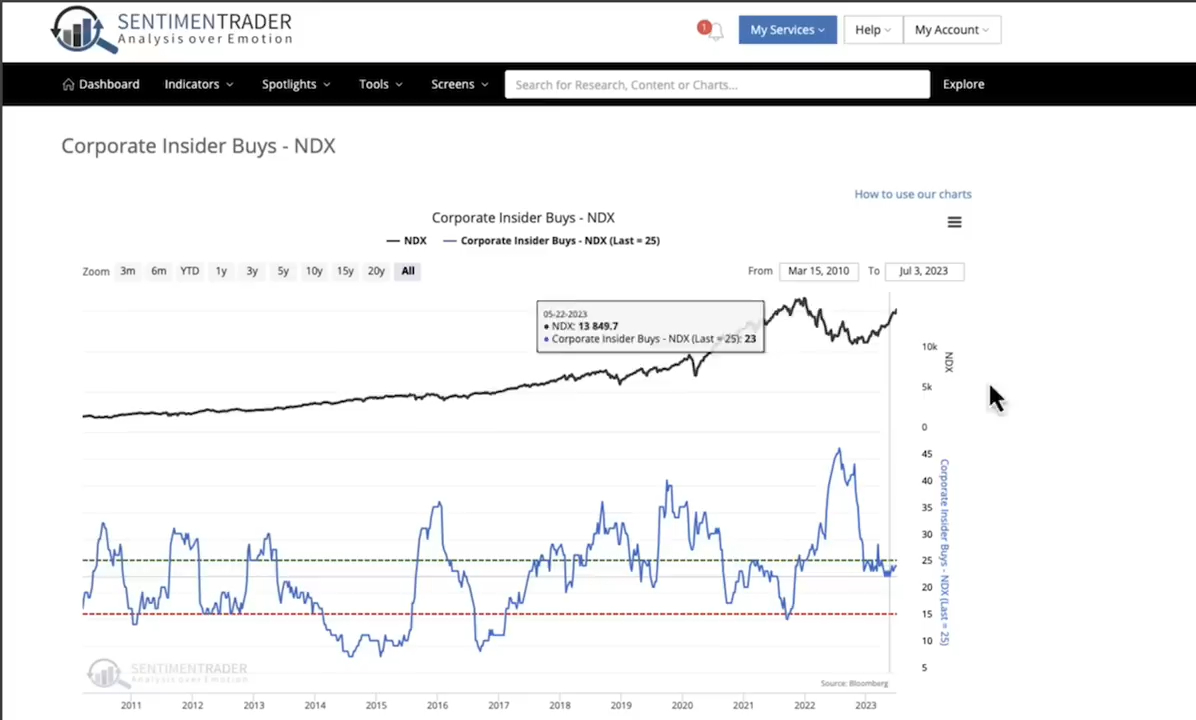 SENTIMENTRADER
Analysis over Emotion
1
My Services
Help
My Account
Dashboard
Indicators
Spotlights
Tools
Screens
Search for Research, Content or Charts...
Explore
Corporate Insider Buys - NDX
How to use our charts
Corporate Insider Buys - NDX
NDX
Corporate Insider Buys - NDX (Last = 25)
Zoom 3m 6m YTD 1y 3y 5y 10y 15y 20y All
From Mar 15, 2010 To Jul 3, 2023
05-22-2023
NDX: 13 849.7
Corporate Insider Buys - NDX (Last = 25): 23
10k
5k
0
NDX
45
40
35
30
25
20
15
10
5
Corporate Insider Buys - NDX (Last = 25)
SENTIMENTRADER
Analysis over Emotion
Source: Bloomberg
2011 2012 2013 2014 2015 2016 2017 2018 2019 2020 2021 2022 2023